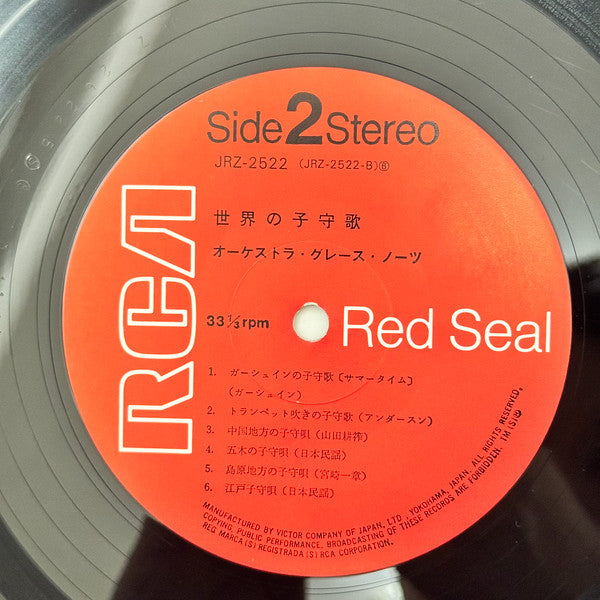 Side 2 Stereo
JRZ-2522 (JRZ-2522-B)⑥
世界の子守歌
オーケストラ・グレース・ノーツ
33⅓rpm
RCA
Red Seal
1. ガーシュインの子守歌〔サマータイム〕
(ガーシュイン)
2. トランペット吹きの子守歌(アンダースン)
3. 中国地方の子守唄(山田耕筰)
4. 五木の子守唄(日本民謡)
5. 島原地方の子守唄(宮崎一章)
6. 江戸子守唄(日本民謡)
MANUFACTURED BY VICTOR COMPANY OF JAPAN, LTD. YOKOHAMA, JAPAN. ALL RIGHTS RESERVED.
COPYING, PUBLIC PERFORMANCE, BROADCASTING OF THESE RECORDS ARE FORBIDDEN. TM(S)℗
REG MARCA(S) REGISTRADA(S) RCA CORPORATION.